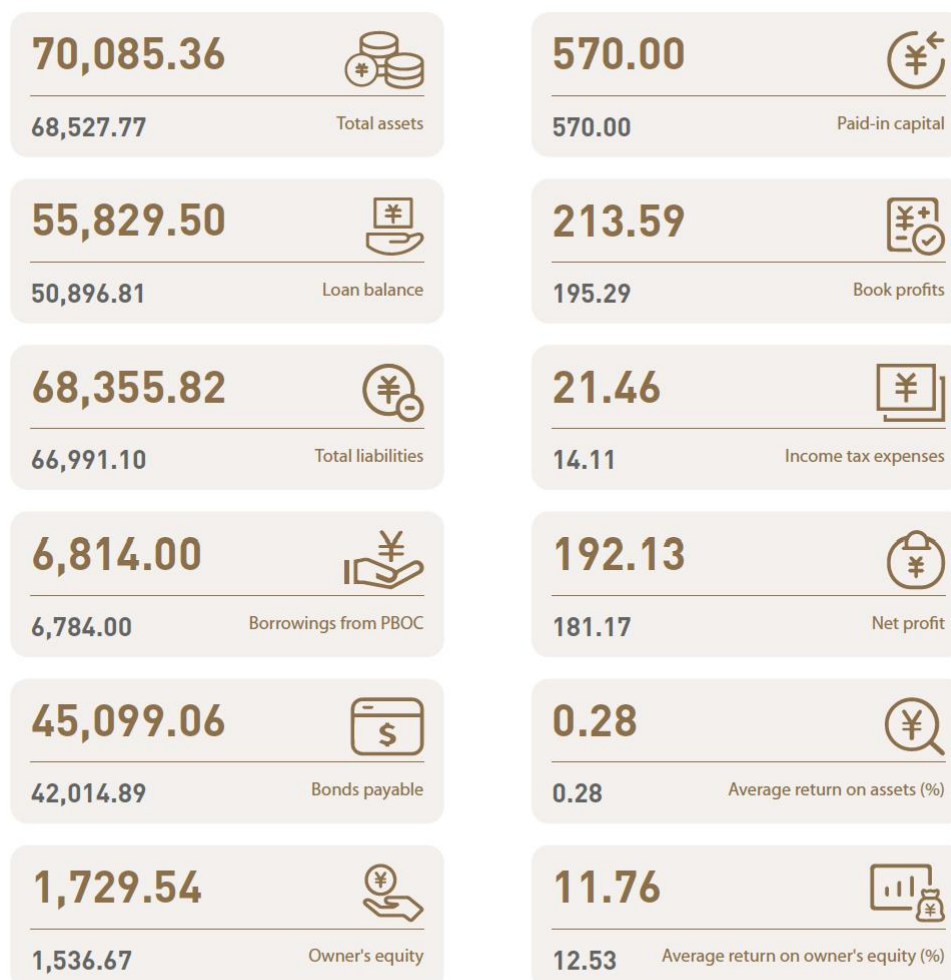 70,085.36
68,527.77 Total assets
55,829.50
50,896.81 Loan balance
68,355.82
66,991.10 Total liabilities
6,814.00
6,784.00 Borrowings from PBOC
45,099.06
42,014.89 Bonds payable
1,729.54
1,536.67 Owner's equity
570.00
570.00 Paid-in capital
213.59
195.29 Book profits
21.46
14.11 Income tax expenses
192.13
181.17 Net profit
0.28
0.28 Average return on assets (%)
11.76
12.53 Average return on owner's equity (%)